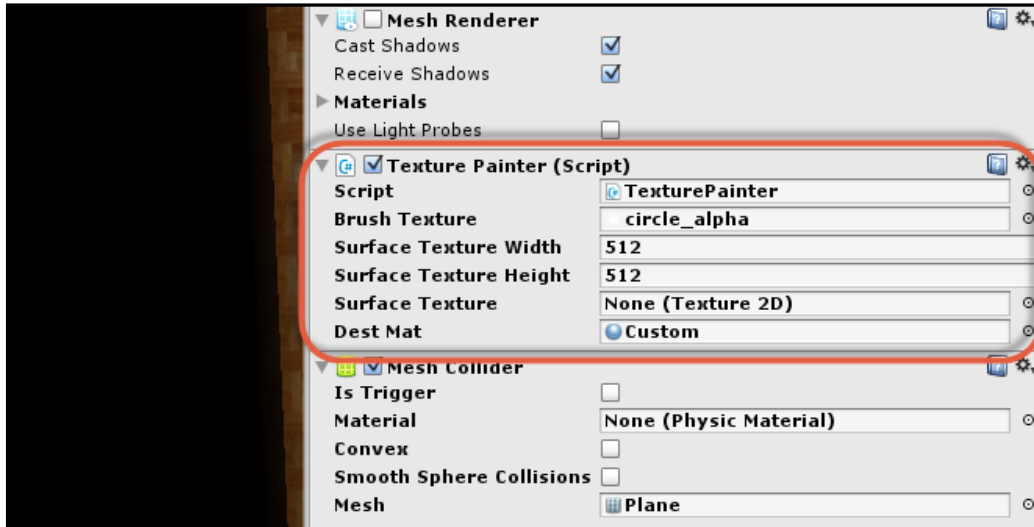 Mesh Renderer
Cast Shadows
Receive Shadows
Materials
Use Light Probes
Texture Painter (Script)
Script TexturePainter
Brush Texture circle_alpha
Surface Texture Width 512
Surface Texture Height 512
Surface Texture None (Texture 2D)
Dest Mat Custom
Mesh Collider
Is Trigger
Material None (Physic Material)
Convex
Smooth Sphere Collisions
Mesh Plane